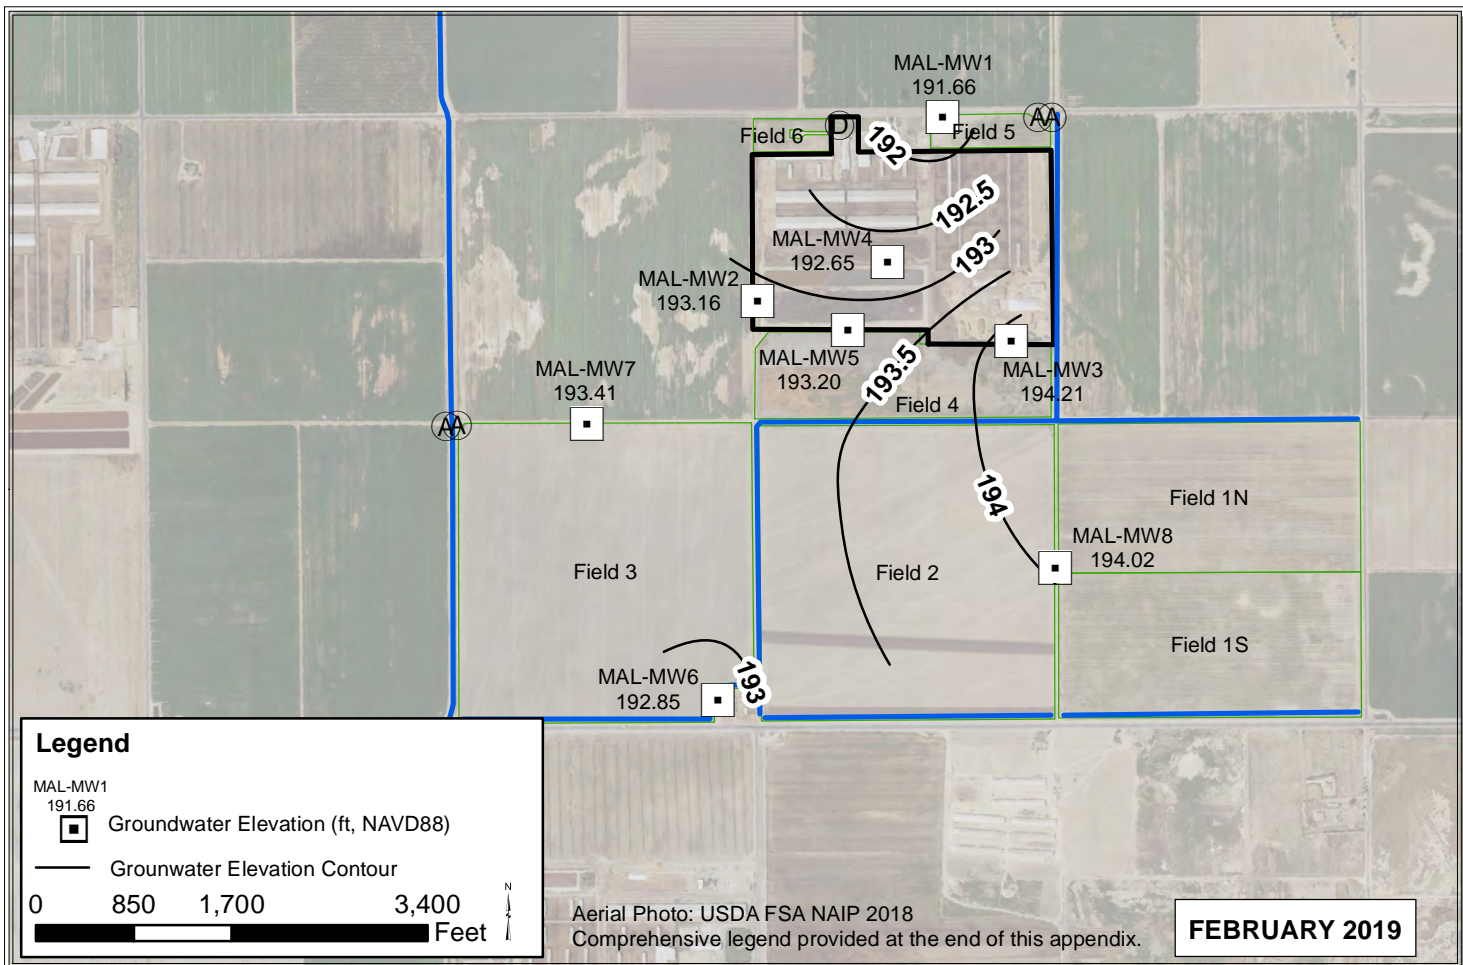 MAL-MW1
191.66
AA
D
Field 6
Field 5
192
192.5
MAL-MW4
192.65
193
MAL-MW2
193.16
MAL-MW5
193.20
193.5
MAL-MW3
194.21
MAL-MW7
193.41
Field 4
AA
194
Field 1N
MAL-MW8
194.02
Field 3
Field 2
Field 1S
MAL-MW6
192.85
193
Legend
MAL-MW1
191.66
Groundwater Elevation (ft, NAVD88)
Grounwater Elevation Contour
0 850 1,700 3,400
Feet
N
Aerial Photo: USDA FSA NAIP 2018
Comprehensive legend provided at the end of this appendix.
FEBRUARY 2019